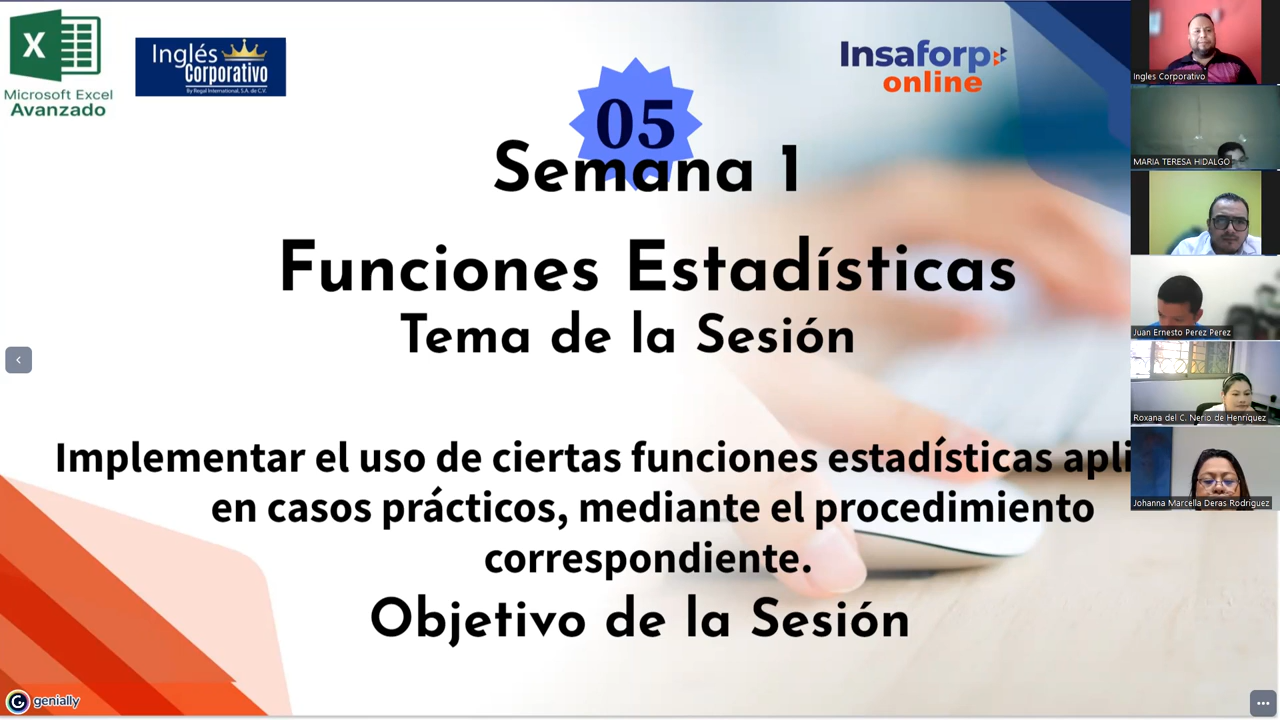 X
Microsoft Excel
Avanzado
Inglés
Corporativo
By Regal International, S.A. de C.V.
Insaforp
online
05
Semana 1
Funciones Estadísticas
Tema de la Sesión
Implementar el uso de ciertas funciones estadísticas apli
en casos prácticos, mediante el procedimiento
correspondiente.
Objetivo de la Sesión
genially
Ingles Corporativo
MARIA TERESA HIDALGO
Juan Ernesto Perez Perez
Roxana del C. Nerio de Henriquez
Johanna Marcella Deras Rodriguez